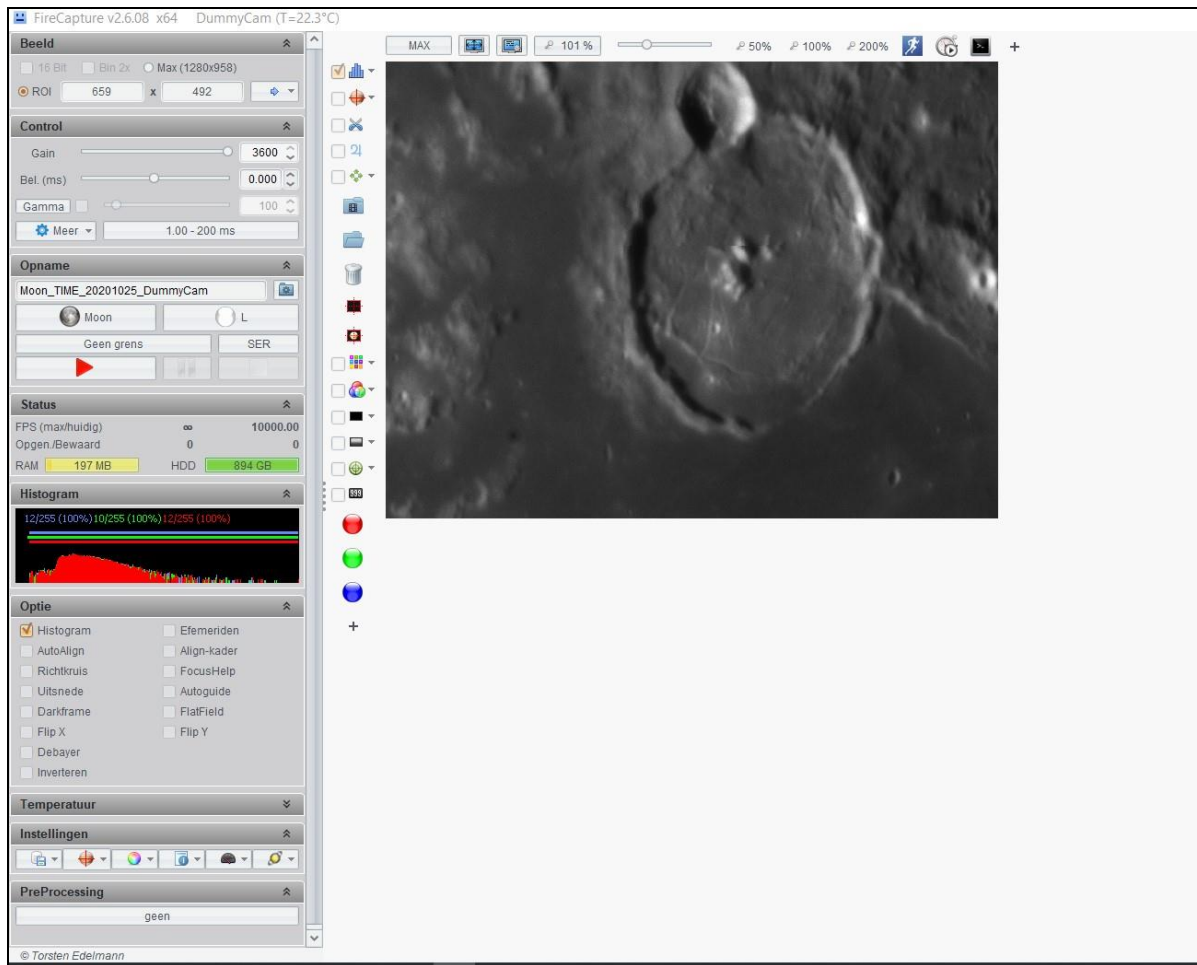 FireCapture v2.6.08 x64 DummyCam (T=22.3°C)
MAX 101 % 50% 100% 200%
Beeld
16 Bit Bin 2x Max (1280x958)
ROI 659 x 492
Control
Gain 3600
Bel. (ms) 0.000
Gamma 100
Meer 1.00 - 200 ms
Opname
Moon_TIME_20201025_DummyCam
Moon L
Geen grens SER
Status
FPS (max/huidig) ∞ 10000.00
Opgen./Bewaard 0 0
RAM 197 MB HDD 894 GB
Histogram
12/255 (100%) 10/255 (100%) 12/255 (100%)
Optie
Histogram Efemeriden
AutoAlign Align-kader
Richtkruis FocusHelp
Uitsnede Autoguide
Darkframe FlatField
Flip X Flip Y
Debayer
Inverteren
Temperatuur
Instellingen
PreProcessing
geen
© Torsten Edelmann
999